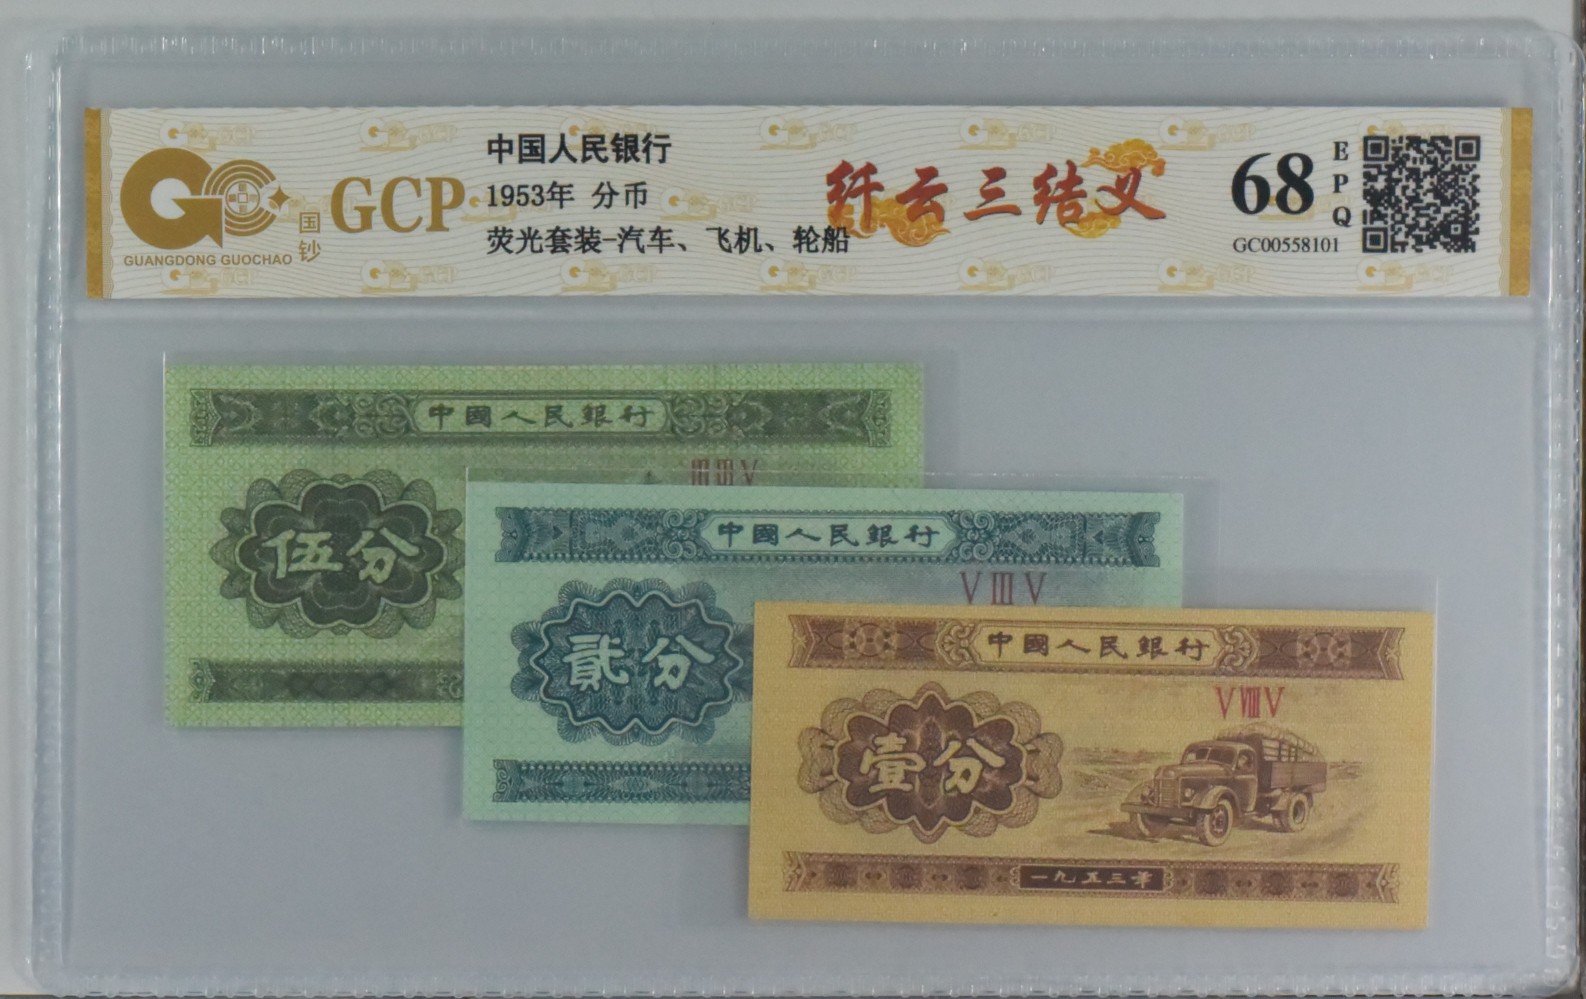 中国人民银行
1953年 分币
荧光套装-汽车、飞机、轮船
GCP
国钞
GUANGDONG GUOCHAO
纤云三结义
68
EPQ
GC00558101
中國人民銀行
III III V
伍分
中國人民銀行
V III V
貳分
中國人民銀行
V VIII V
壹分
一九五三年